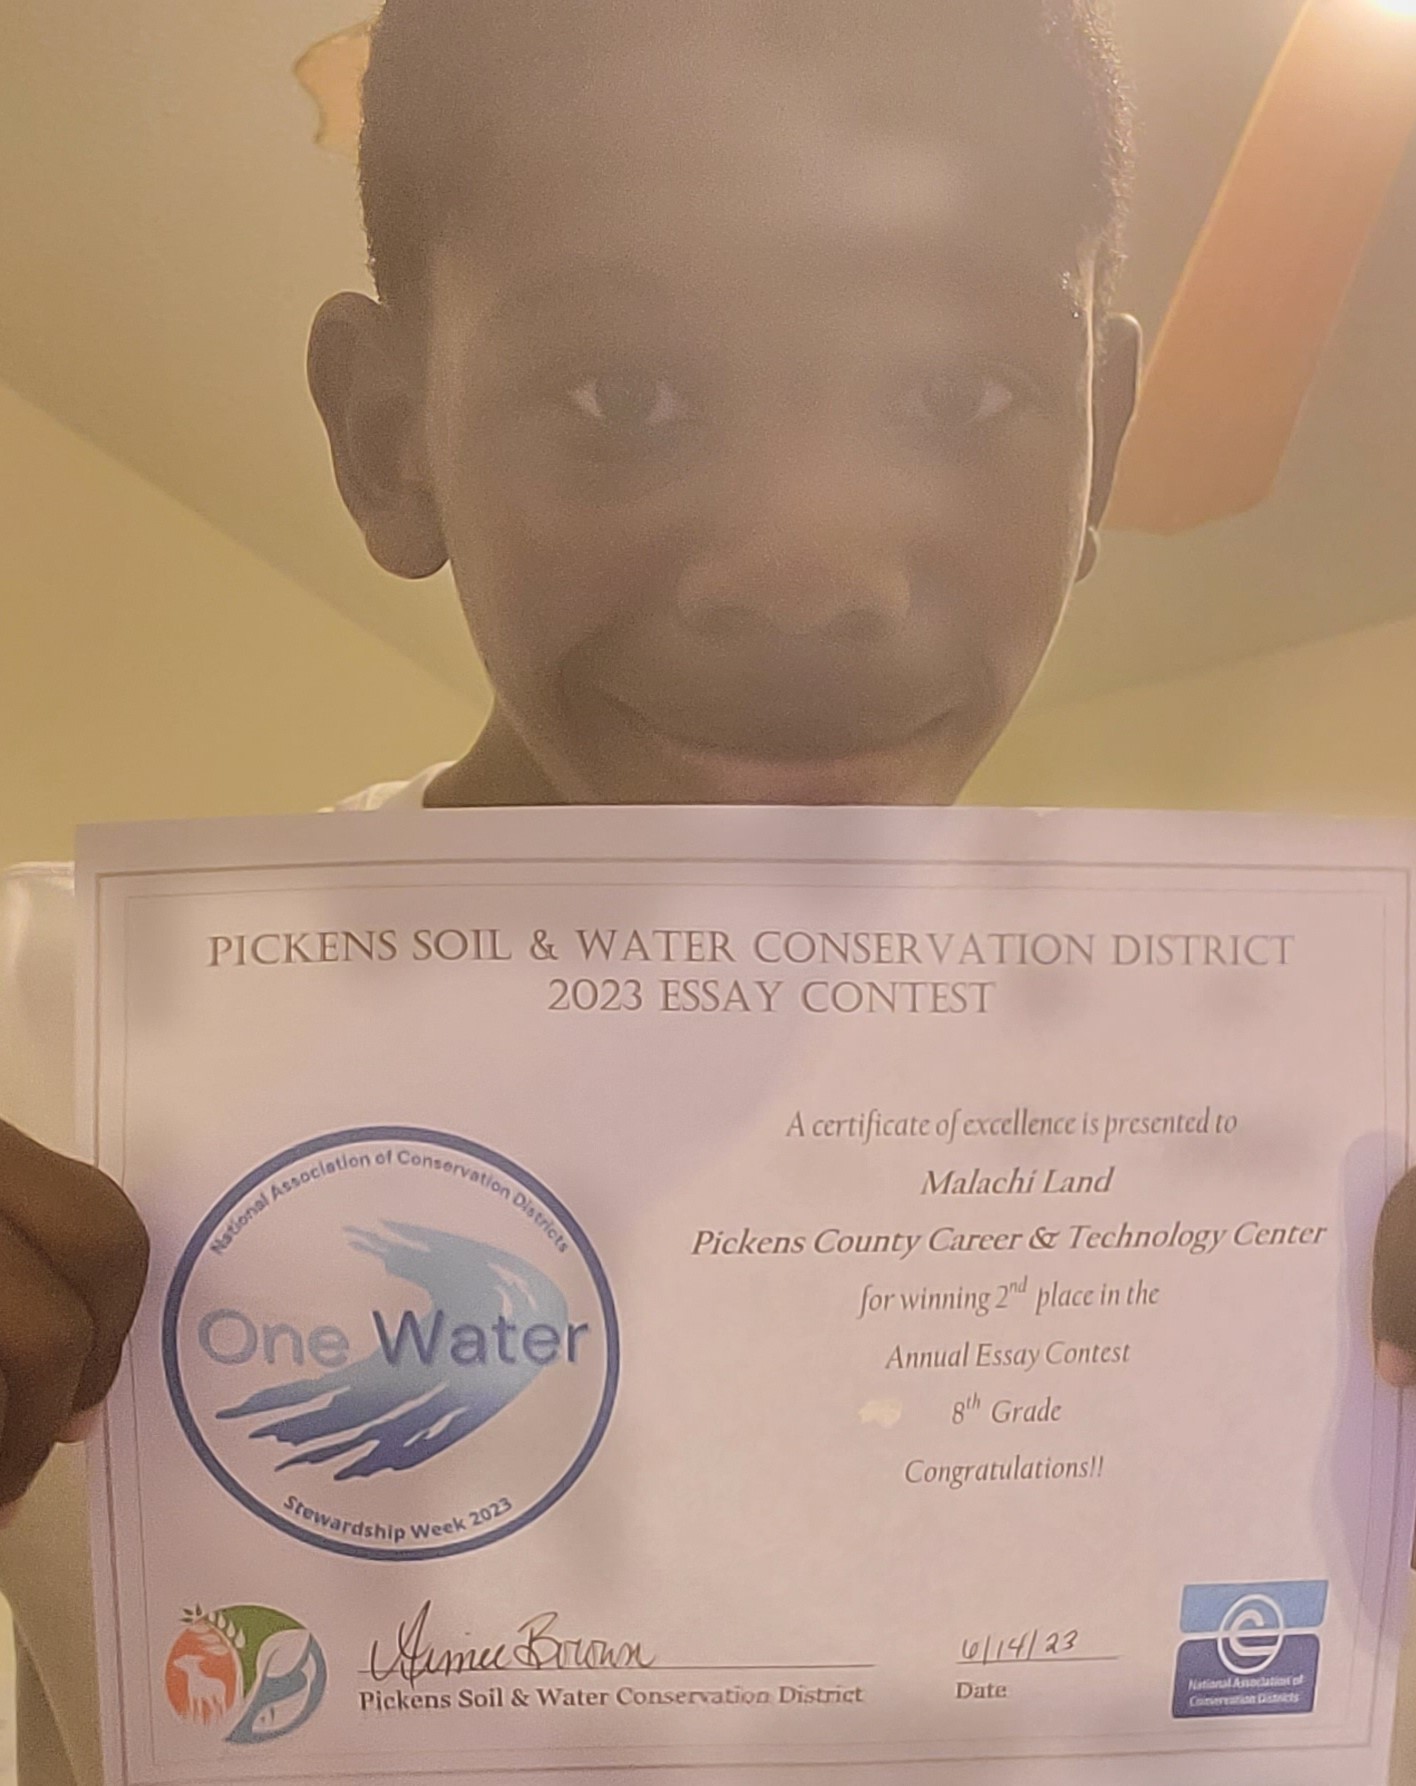 PICKENS SOIL & WATER CONSERVATION DISTRICT
2023 ESSAY CONTEST
A certificate of excellence is presented to
Malachi Land
Pickens County Career & Technology Center
for winning 2nd place in the
Annual Essay Contest
8th Grade
Congratulations!!
National Association of Conservation Districts
One Water
Stewardship Week 2023
Aimee Brown
Pickens Soil & Water Conservation District
6/14/23
Date
National Association of
Conservation Districts